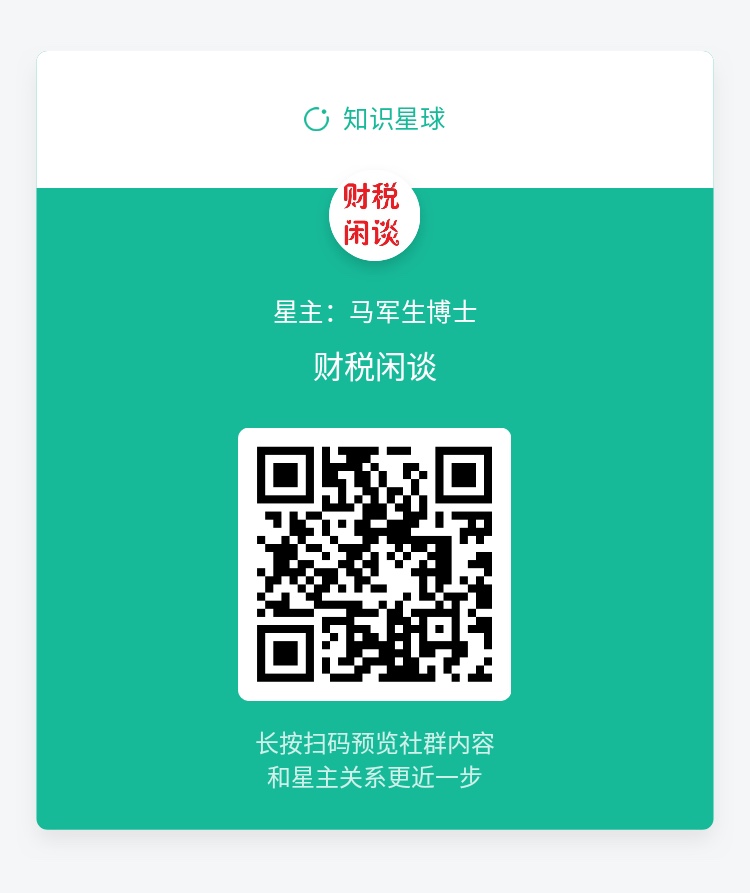 知识星球
财税
闲谈
星主：马军生博士
财税闲谈
长按扫码预览社群内容
和星主关系更近一步